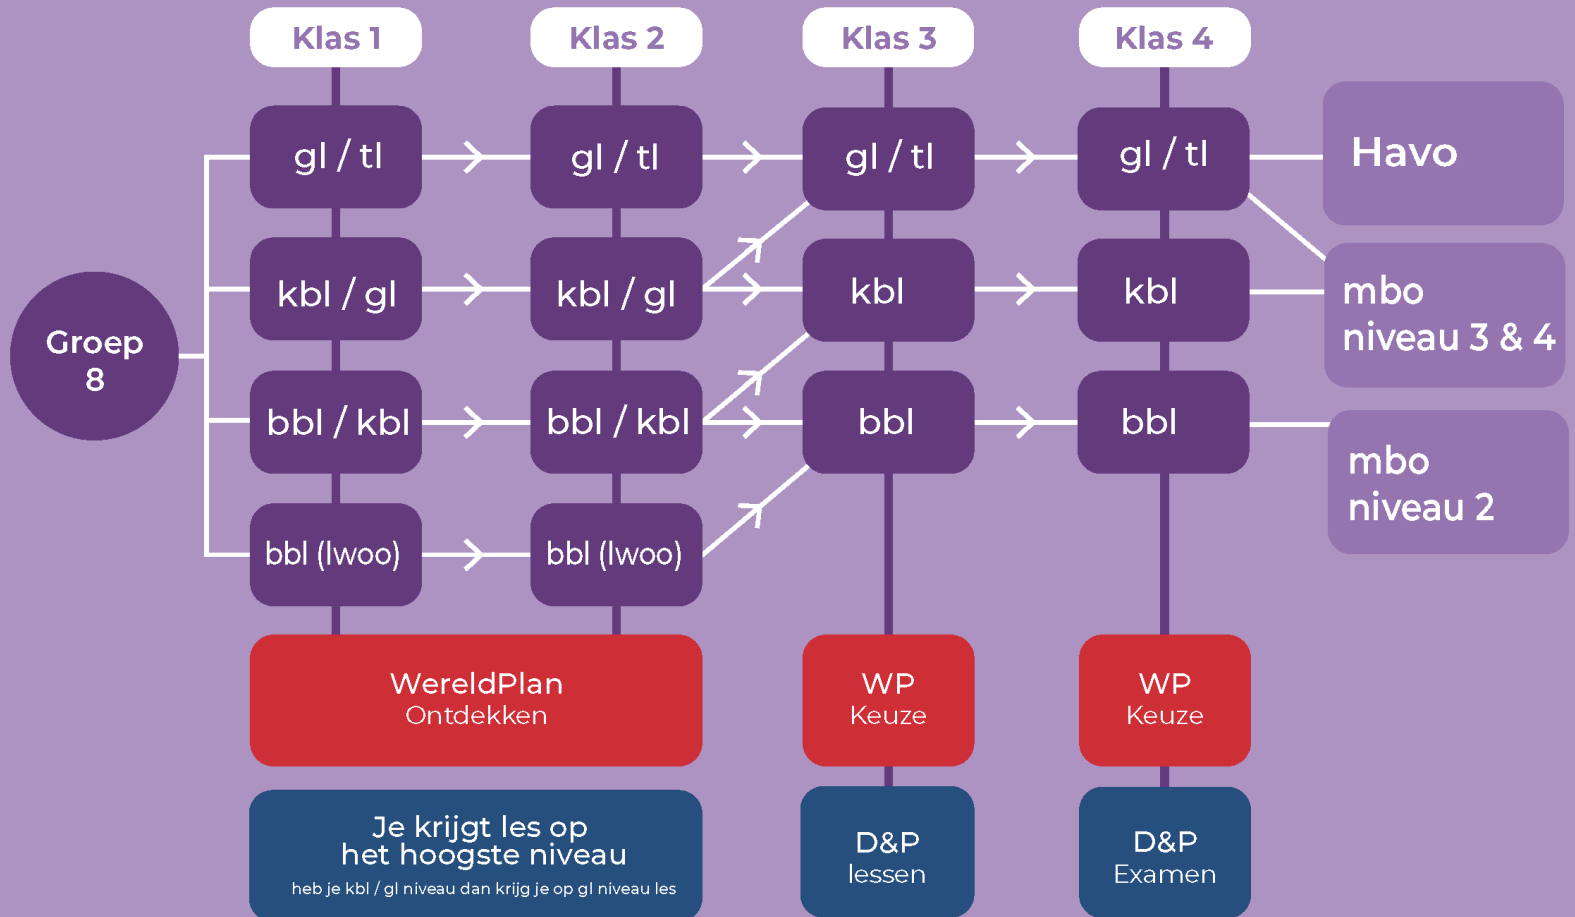 Klas 1
Klas 2
Klas 3
Klas 4
gl / tl
gl / tl
gl / tl
gl / tl
Havo
kbl / gl
kbl / gl
kbl
kbl
mbo
niveau 3 & 4
Groep
8
bbl / kbl
bbl / kbl
bbl
bbl
mbo
niveau 2
bbl (lwoo)
bbl (lwoo)
WereldPlan
Ontdekken
WP
Keuze
WP
Keuze
Je krijgt les op
het hoogste niveau
heb je kbl / gl niveau dan krijg je op gl niveau les
D&P
lessen
D&P
Examen